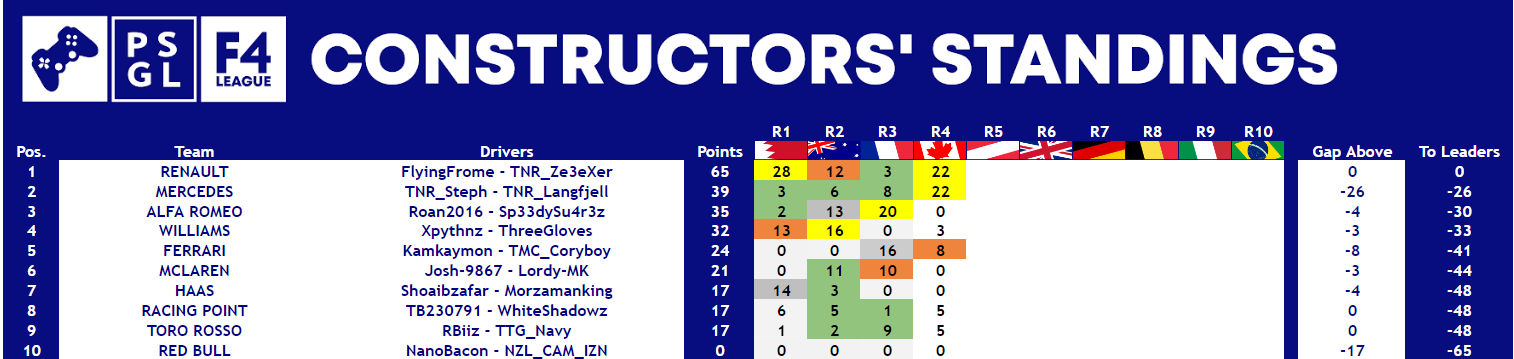 PS GL F4 LEAGUE CONSTRUCTORS' STANDINGS
R1 R2 R3 R4 R5 R6 R7 R8 R9 R10
Pos. Team Drivers Points Gap Above To Leaders
1 RENAULT FlyingFrome - TNR_Ze3eXer 65 28 12 3 22 0 0
2 MERCEDES TNR_Steph - TNR_Langfjell 39 3 6 8 22 -26 -26
3 ALFA ROMEO Roan2016 - Sp33dySu4r3z 35 2 13 20 0 -4 -30
4 WILLIAMS Xpythnz - ThreeGloves 32 13 16 0 3 -3 -33
5 FERRARI Kamkaymon - TMC_Coryboy 24 0 0 16 8 -8 -41
6 MCLAREN Josh-9867 - Lordy-MK 21 0 11 10 0 -3 -44
7 HAAS Shoaibzafar - Morzamanking 17 14 3 0 0 -4 -48
8 RACING POINT TB230791 - WhiteShadowz 17 6 5 1 5 0 -48
9 TORO ROSSO RBiiz - TTG_Navy 17 1 2 9 5 0 -48
10 RED BULL NanoBacon - NZL_CAM_IZN 0 0 0 0 0 -17 -65